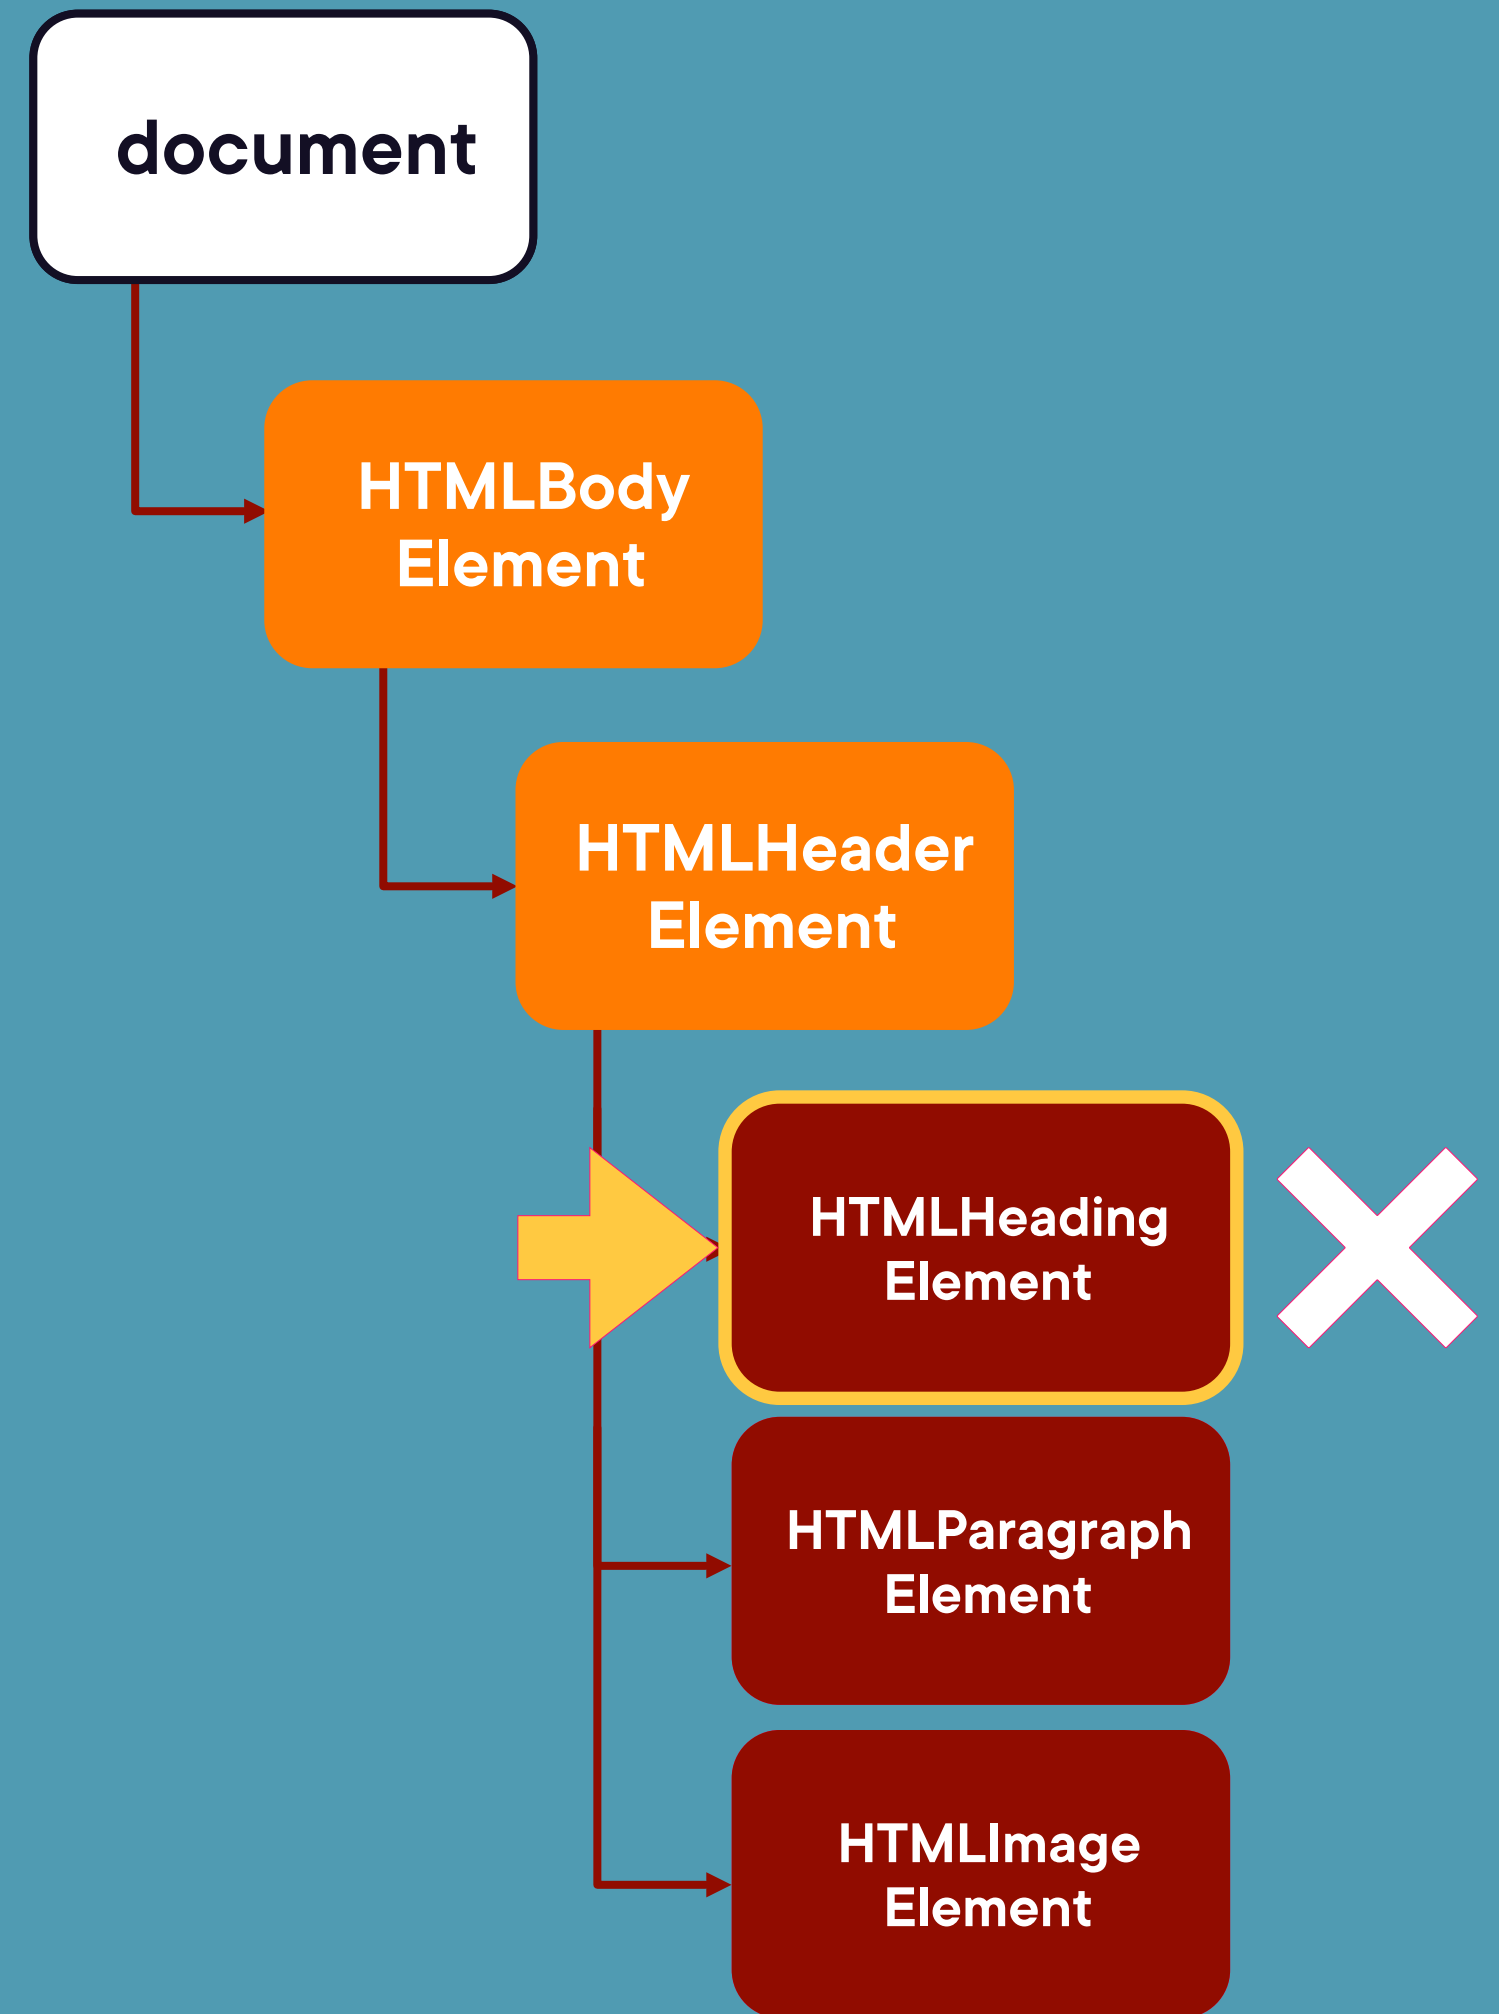 document
HTMLBody
Element
HTMLHeader
Element
HTMLHeading
Element
HTMLParagraph
Element
HTMLImage
Element